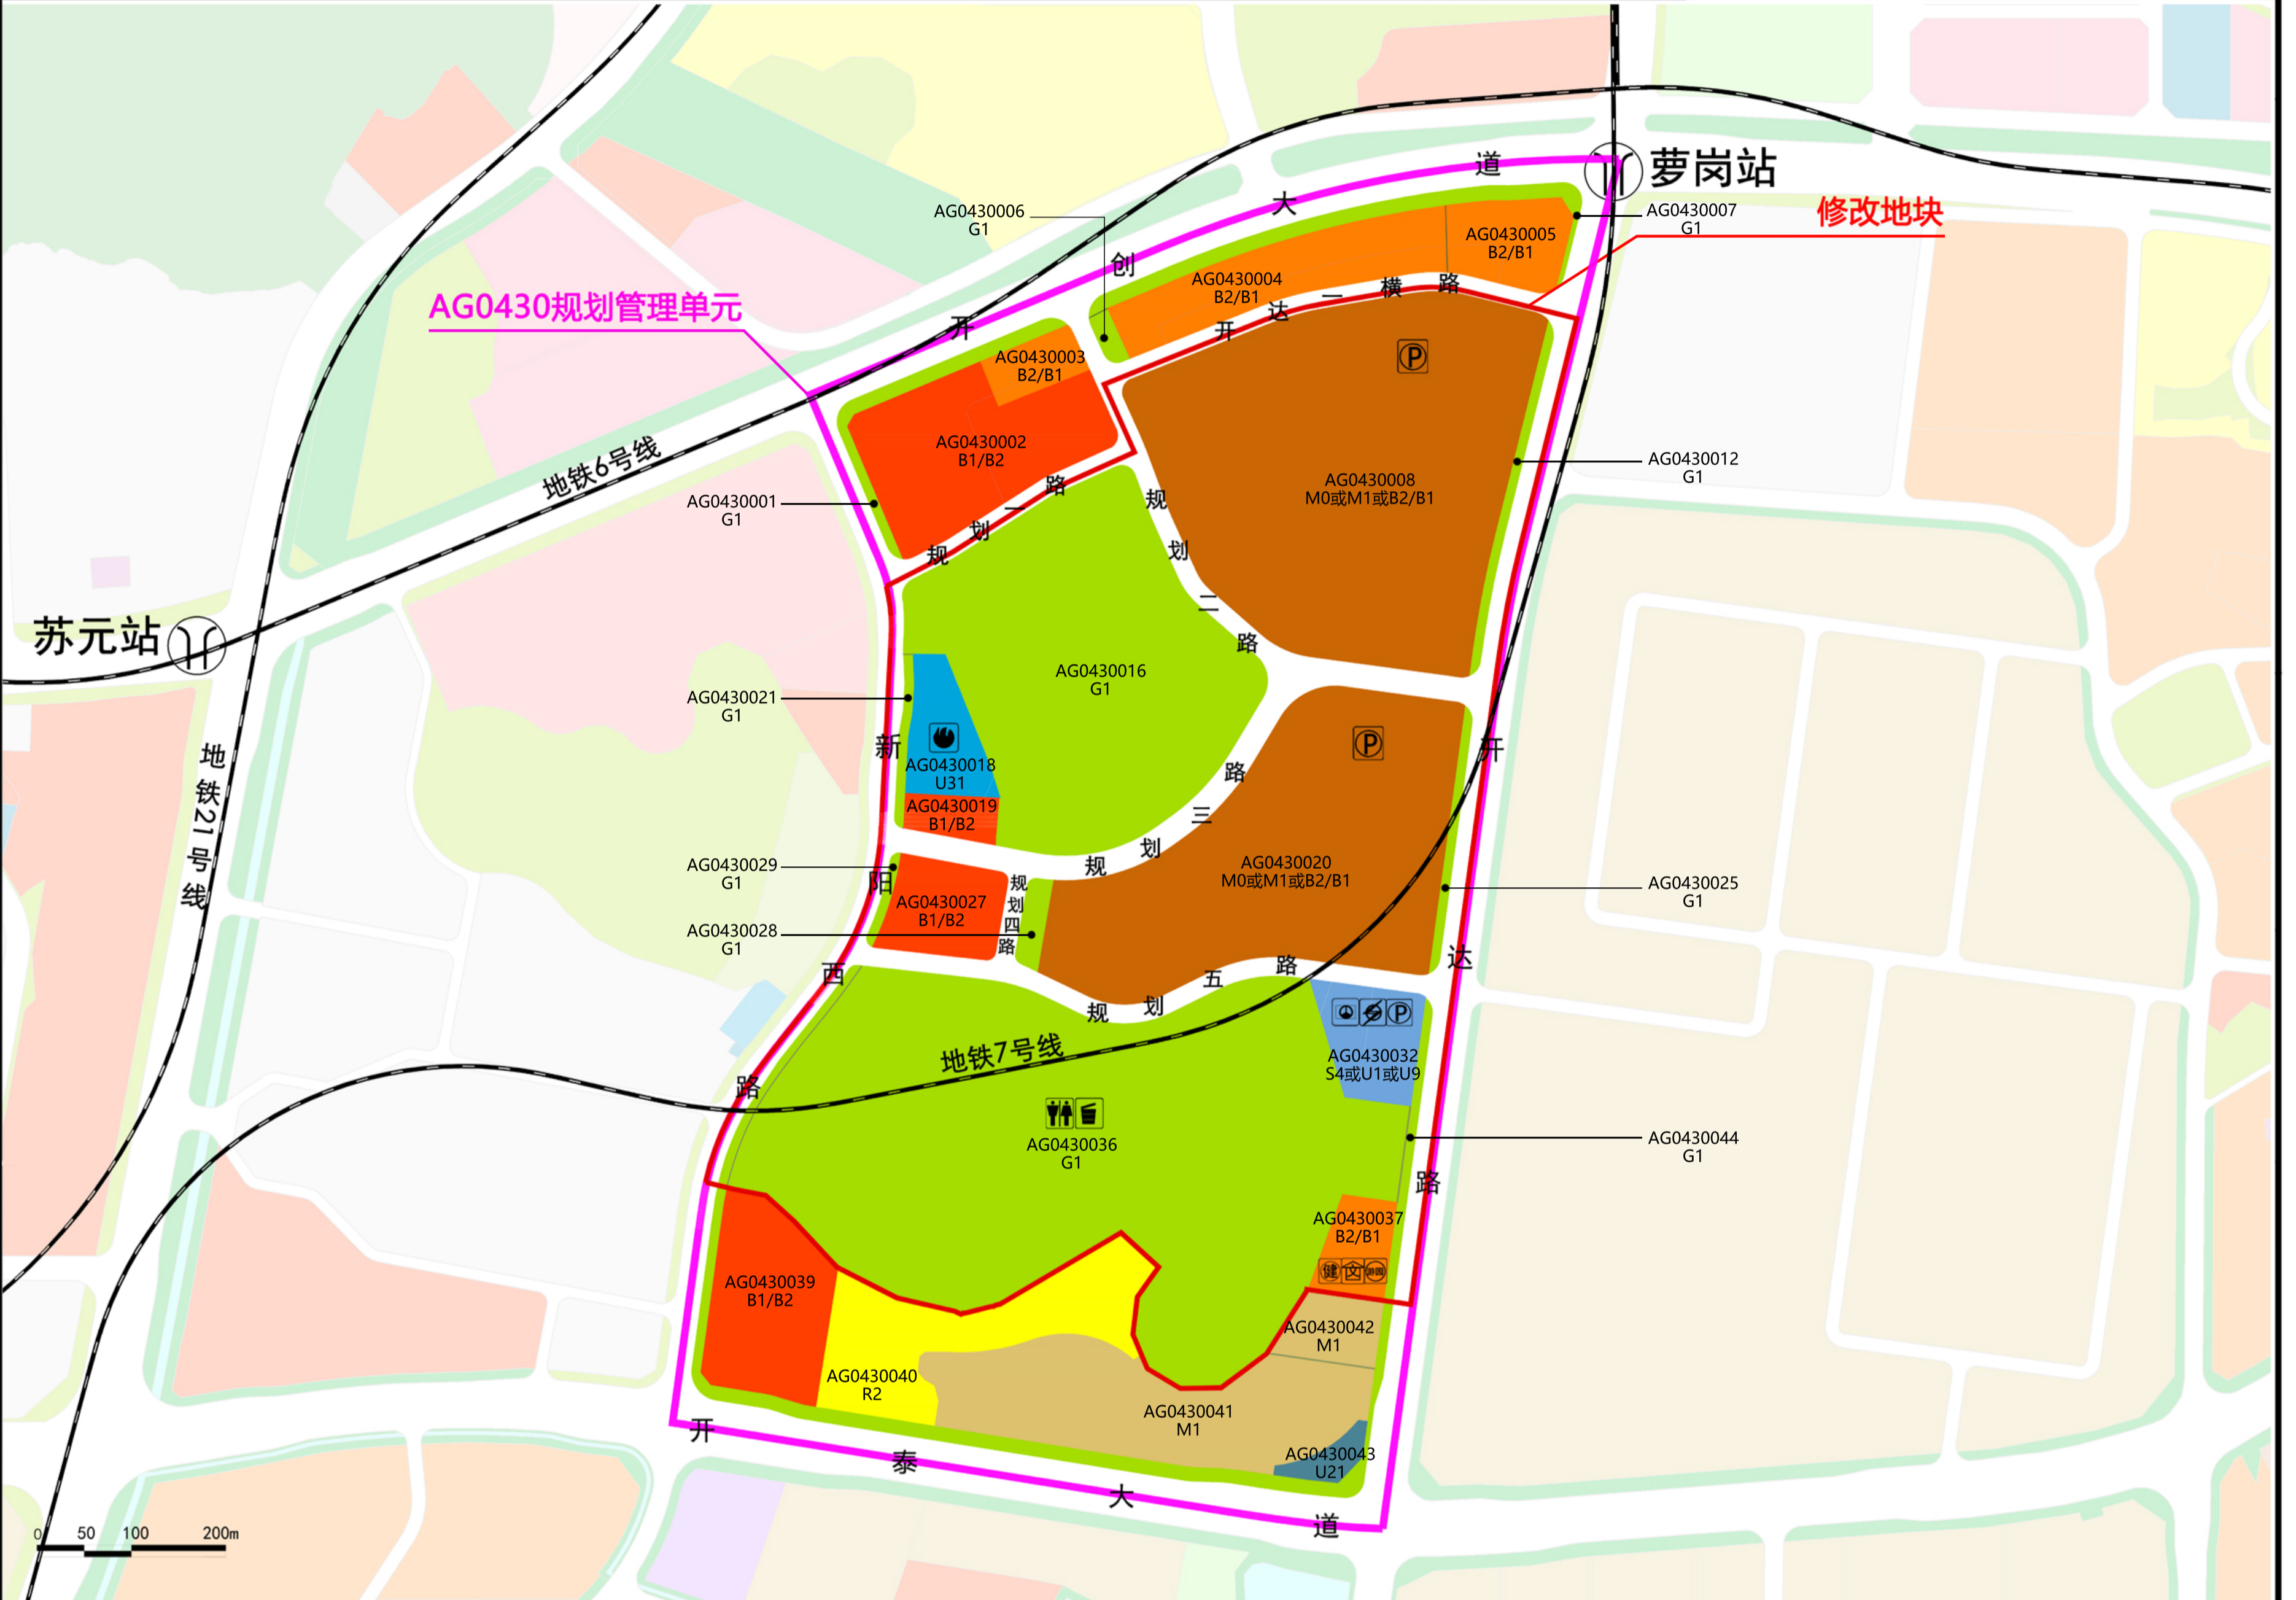 萝岗站
修改地块
AG0430规划管理单元
苏元站
开创大道
开达一横路
规划一路
规划二路
规划三路
规划四路
规划五路
新阳西路
开达路
开泰大道
地铁6号线
地铁21号线
地铁7号线
AG0430006
G1
AG0430007
G1
AG0430005
B2/B1
AG0430004
B2/B1
AG0430003
B2/B1
AG0430002
B1/B2
AG0430001
G1
P
AG0430008
M0或M1或B2/B1
AG0430012
G1
AG0430016
G1
AG0430021
G1
AG0430018
U31
AG0430019
B1/B2
P
AG0430020
M0或M1或B2/B1
AG0430029
G1
AG0430027
B1/B2
AG0430028
G1
AG0430025
G1
P
AG0430032
S4或U1或U9
AG0430036
G1
AG0430044
G1
AG0430037
B2/B1
健 文 游园
AG0430039
B1/B2
AG0430040
R2
AG0430042
M1
AG0430041
M1
AG0430043
U21
0 50 100 200m